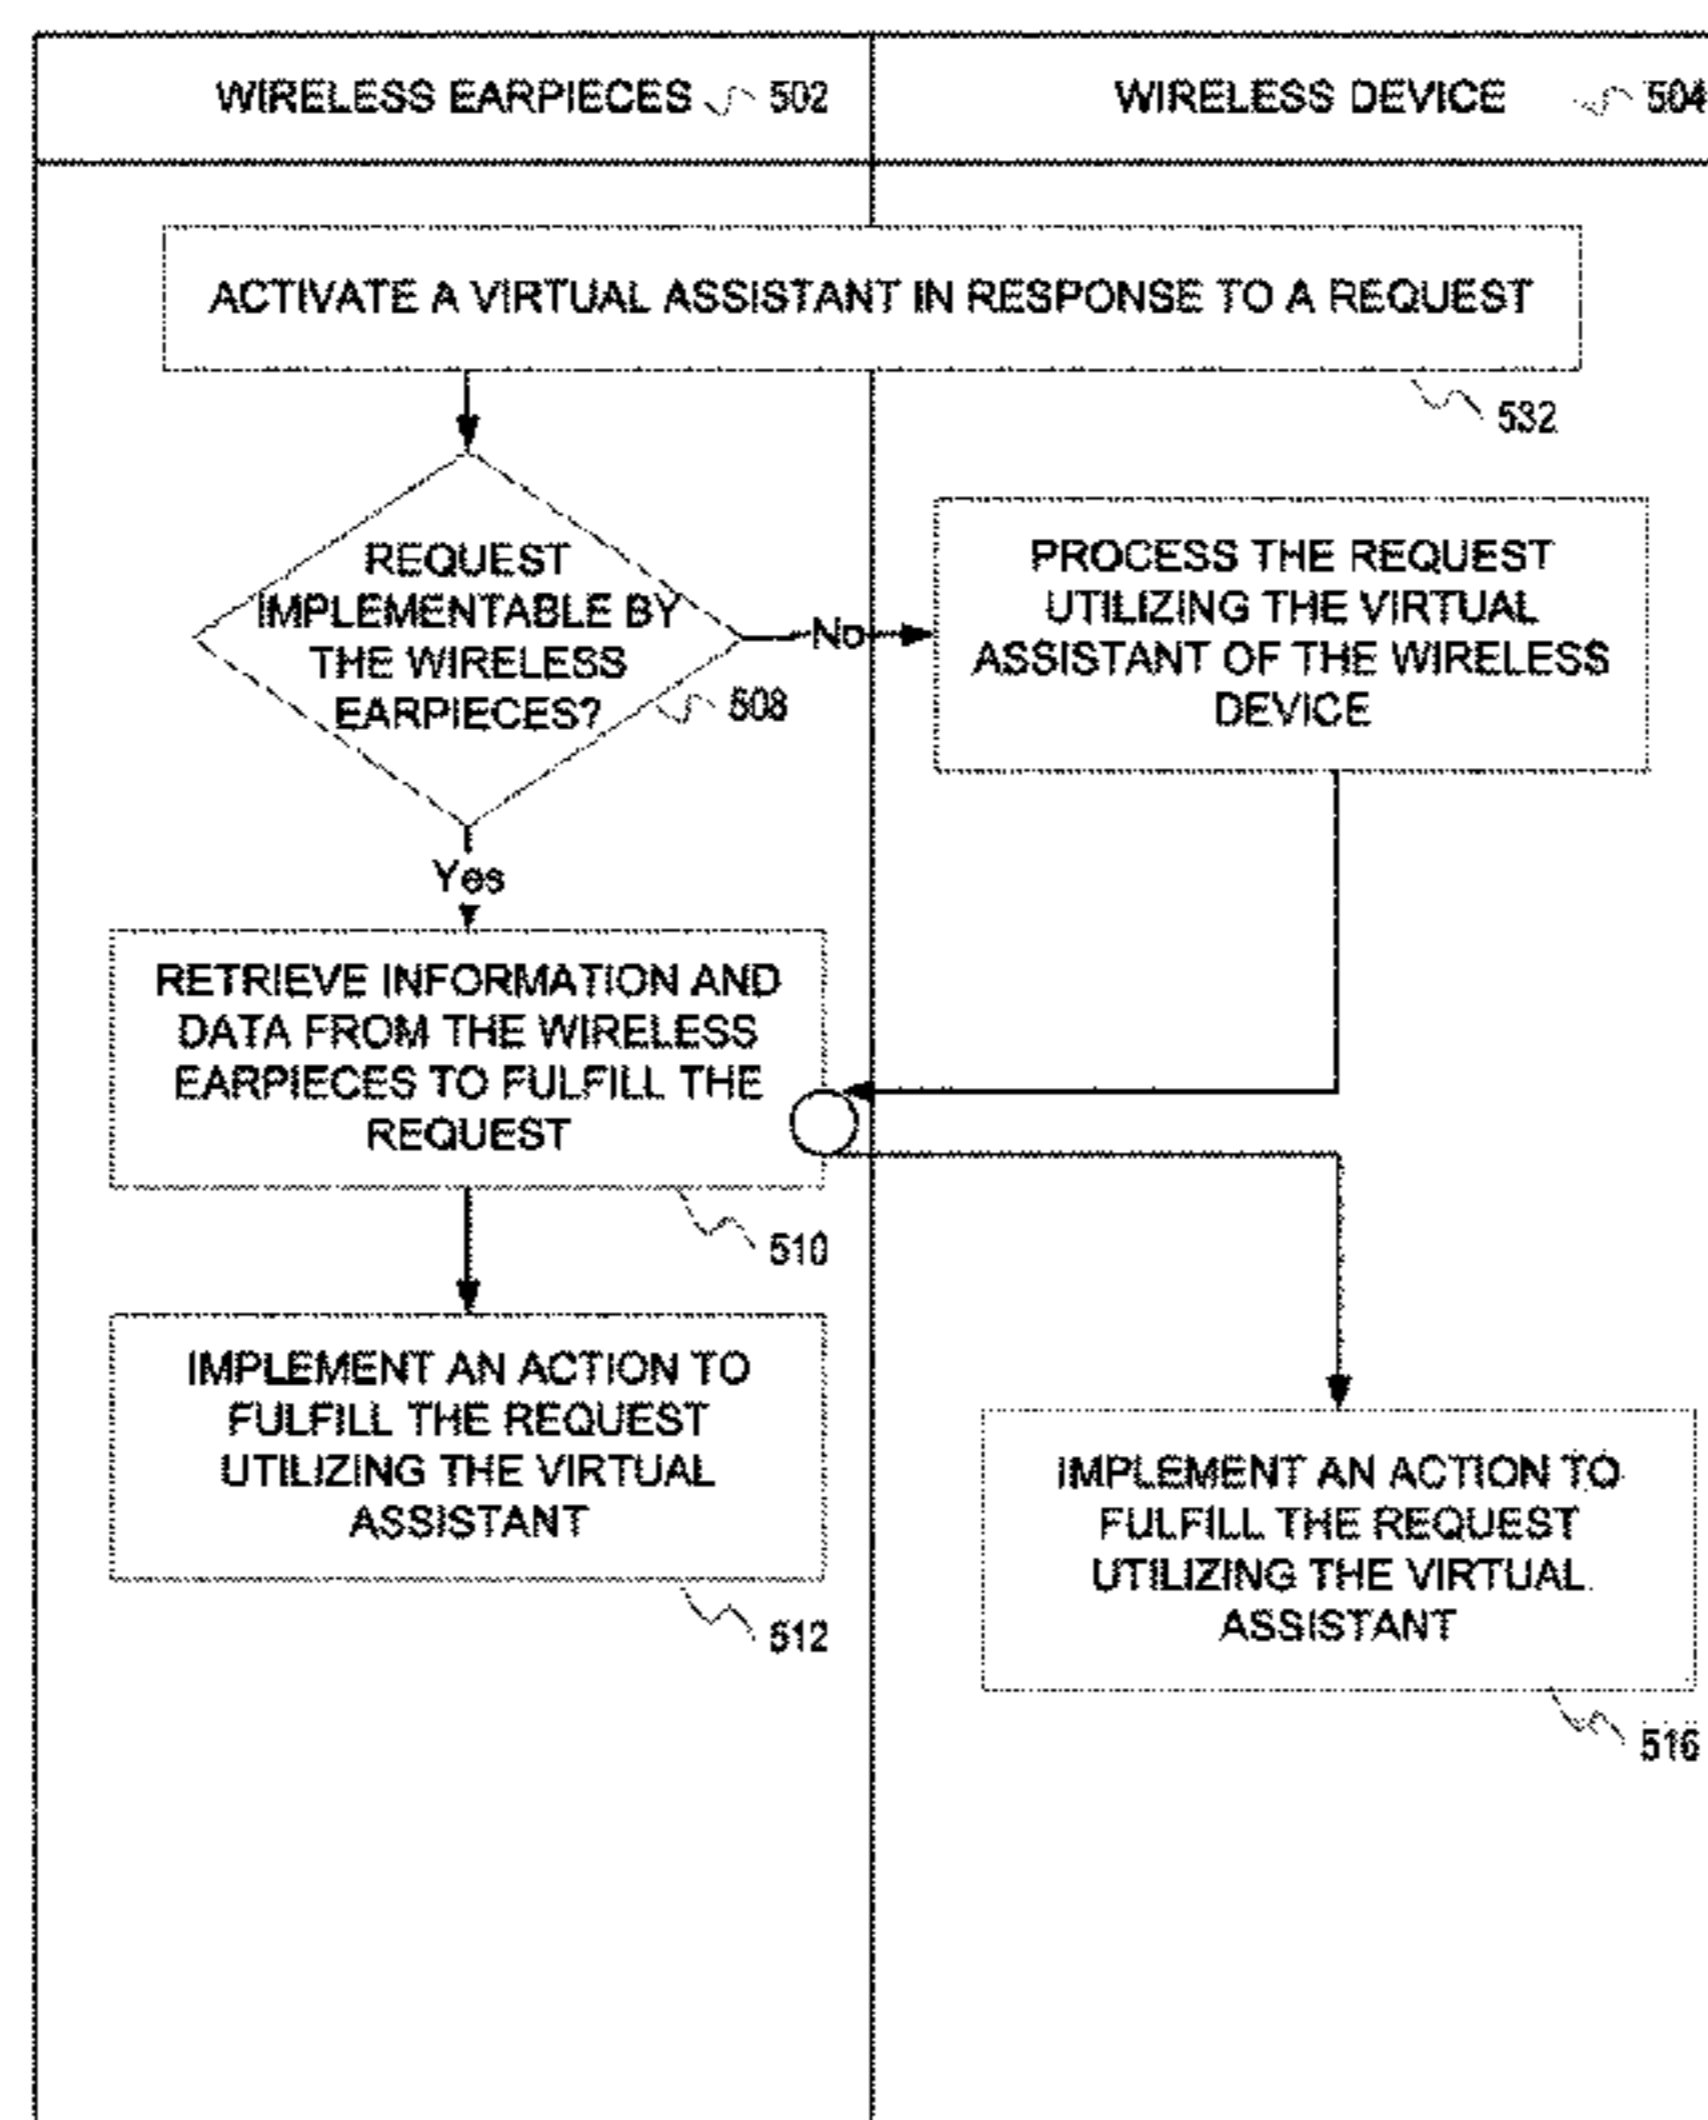 WIRELESS EARPIECES 502
WIRELESS DEVICE 504
ACTIVATE A VIRTUAL ASSISTANT IN RESPONSE TO A REQUEST
532
REQUEST
IMPLEMENTABLE BY
THE WIRELESS
EARPIECES?
508
No
PROCESS THE REQUEST
UTILIZING THE VIRTUAL
ASSISTANT OF THE WIRELESS
DEVICE
Yes
RETRIEVE INFORMATION AND
DATA FROM THE WIRELESS
EARPIECES TO FULFILL THE
REQUEST
510
IMPLEMENT AN ACTION TO
FULFILL THE REQUEST
UTILIZING THE VIRTUAL
ASSISTANT
512
IMPLEMENT AN ACTION TO
FULFILL THE REQUEST
UTILIZING THE VIRTUAL
ASSISTANT
516